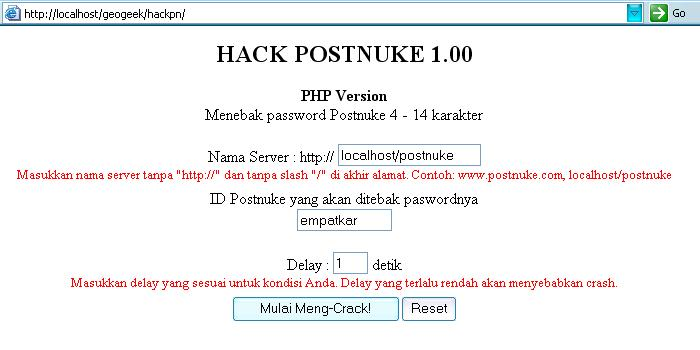 http://localhost/geogeek/hackpn/ Go
HACK POSTNUKE 1.00
PHP Version
Menebak password Postnuke 4 - 14 karakter
Nama Server : http:// localhost/postnuke
Masukkan nama server tanpa "http://" dan tanpa slash "/" di akhir alamat. Contoh: www.postnuke.com, localhost/postnuke
ID Postnuke yang akan ditebak paswordnya
empatkar
Delay : 1 detik
Masukkan delay yang sesuai untuk kondisi Anda. Delay yang terlalu rendah akan menyebabkan crash.
Mulai Meng-Crack! Reset